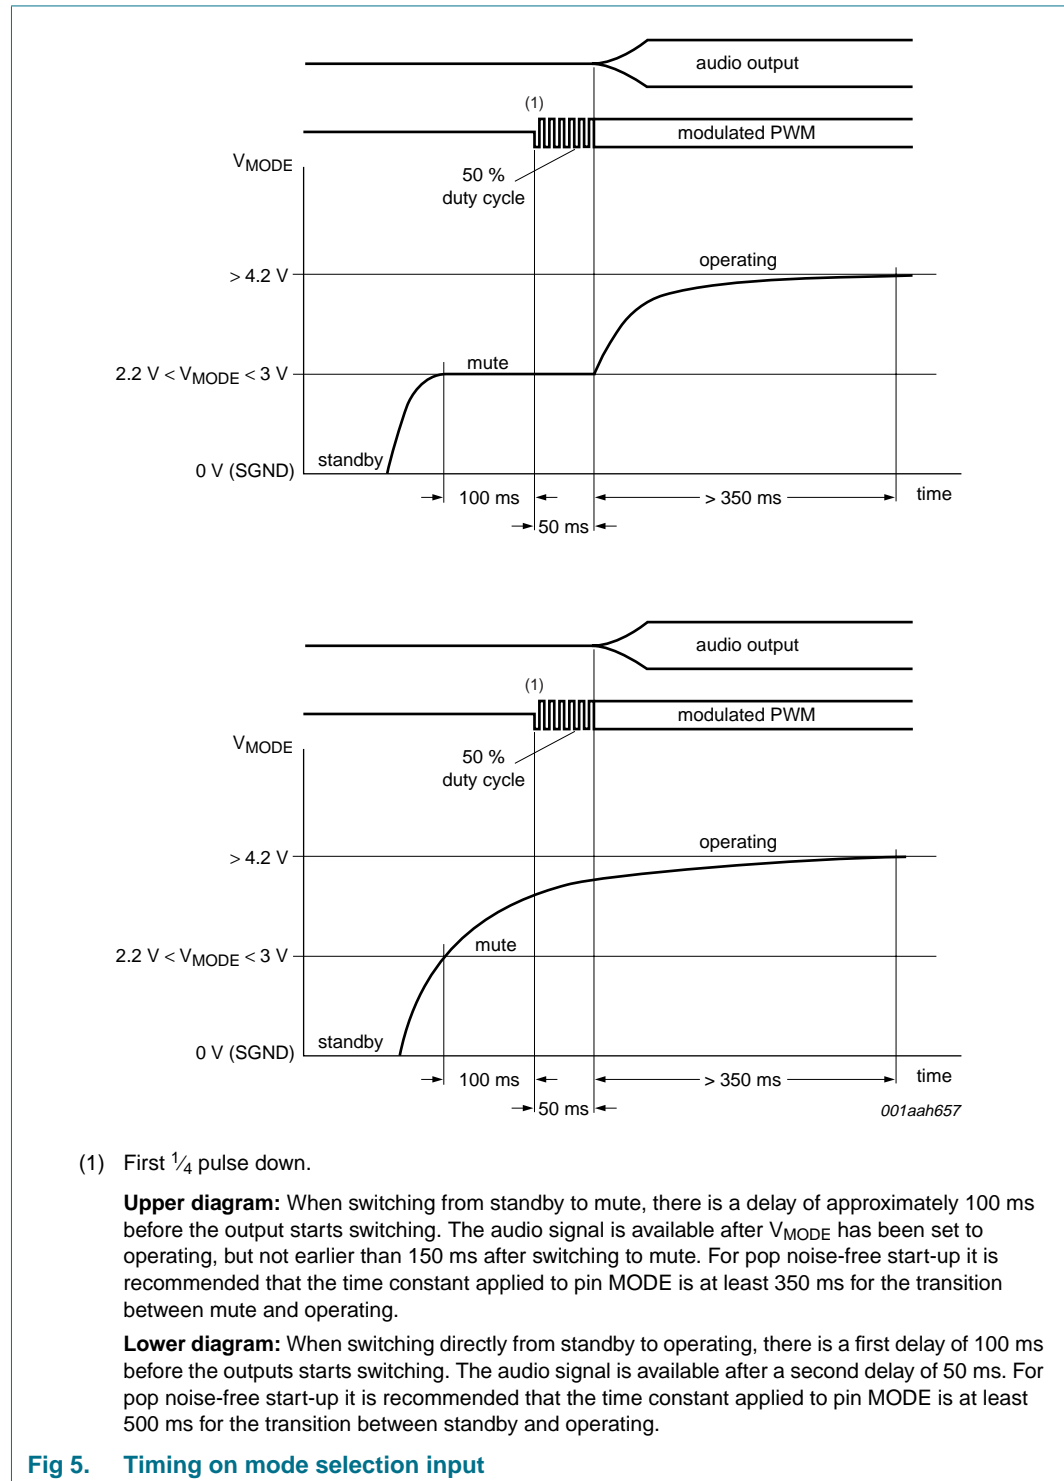 audio output
(1)
modulated PWM
VMODE
50 %
duty cycle
operating
> 4.2 V
mute
2.2 V < VMODE < 3 V
standby
0 V (SGND)
100 ms
> 350 ms
time
50 ms
audio output
(1)
modulated PWM
VMODE
50 %
duty cycle
operating
> 4.2 V
mute
2.2 V < VMODE < 3 V
standby
0 V (SGND)
100 ms
> 350 ms
time
50 ms
001aah657
(1) First 1⁄4 pulse down.
Upper diagram: When switching from standby to mute, there is a delay of approximately 100 ms
before the output starts switching. The audio signal is available after VMODE has been set to
operating, but not earlier than 150 ms after switching to mute. For pop noise-free start-up it is
recommended that the time constant applied to pin MODE is at least 350 ms for the transition
between mute and operating.
Lower diagram: When switching directly from standby to operating, there is a first delay of 100 ms
before the outputs starts switching. The audio signal is available after a second delay of 50 ms. For
pop noise-free start-up it is recommended that the time constant applied to pin MODE is at least
500 ms for the transition between standby and operating.
Fig 5. Timing on mode selection input